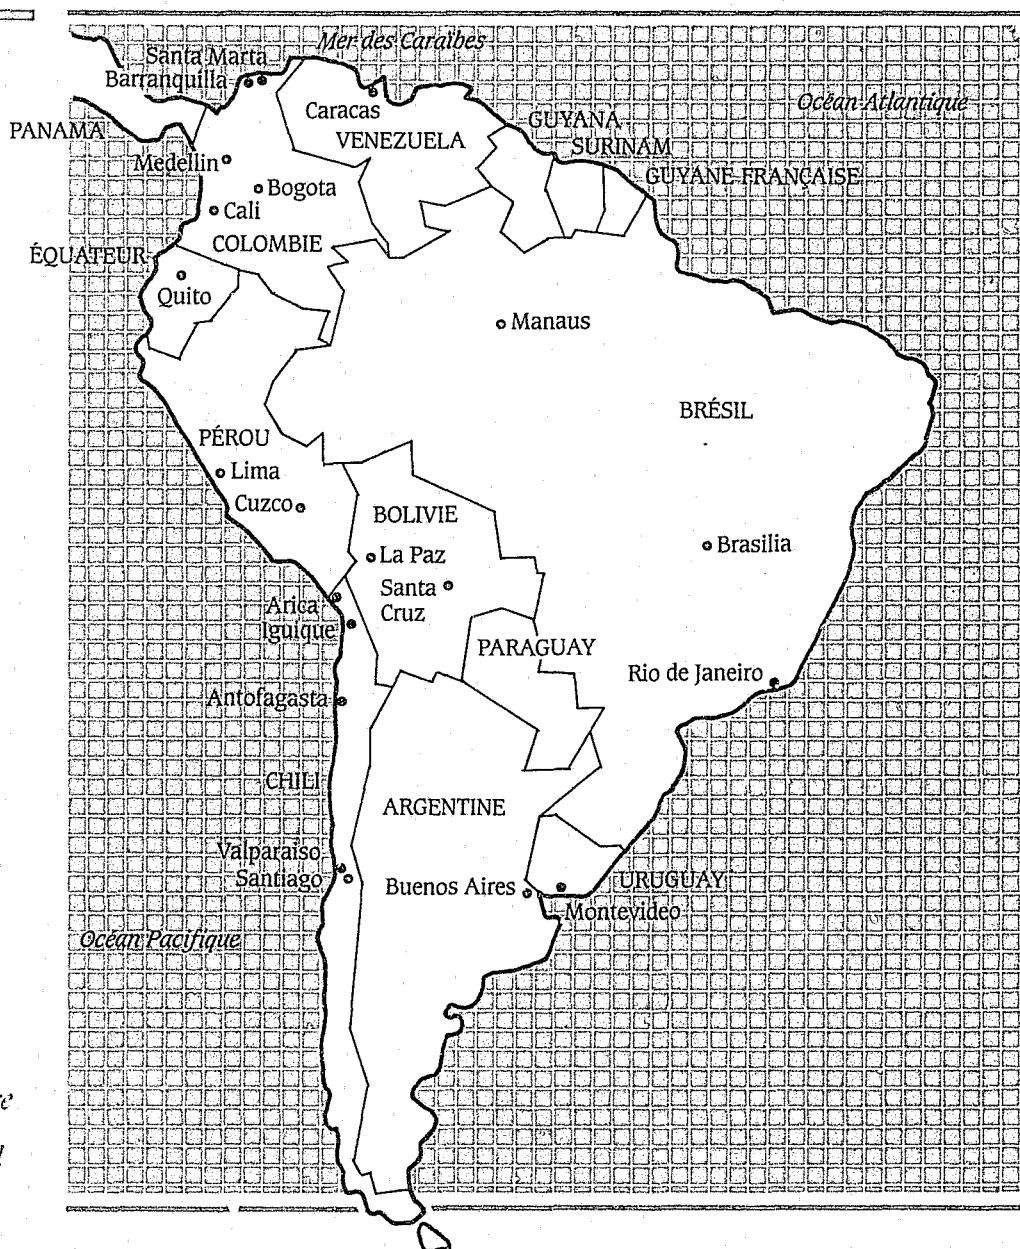 Mer des Caraïbes
Santa Marta
Barranquilla
Caracas
Océan Atlantique
PANAMA
VENEZUELA
GUYANA
SURINAM
Medellin
GUYANE FRANÇAISE
Bogota
Cali
COLOMBIE
ÉQUATEUR
Quito
Manaus
BRÉSIL
PÉROU
Lima
Cuzco
BOLIVIE
La Paz
Brasilia
Santa
Cruz
Arica
Iguique
PARAGUAY
Rio de Janeiro
Antofagasta
CHILI
ARGENTINE
Valparaiso
Santiago
Buenos Aires
URUGUAY
Montevideo
Océan Pacifique